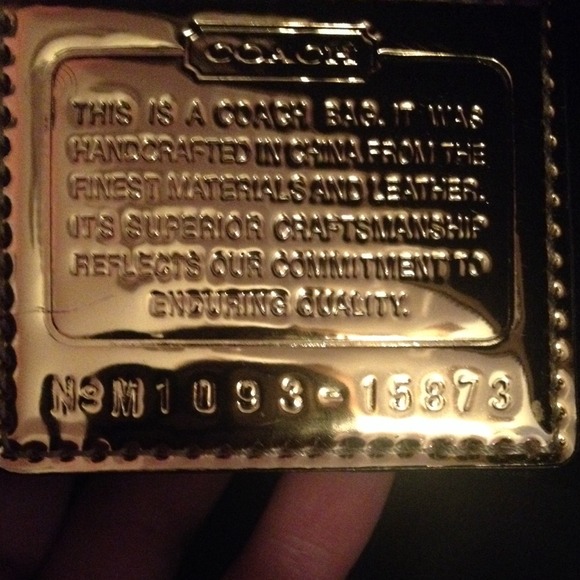 COACH
THIS IS A COACH BAG. IT WAS
HANDCRAFTED IN CHINA FROM THE
FINEST MATERIALS AND LEATHER.
ITS SUPERIOR CRAFTSMANSHIP
REFLECTS OUR COMMITMENT TO
ENDURING QUALITY.
No M1093-15873